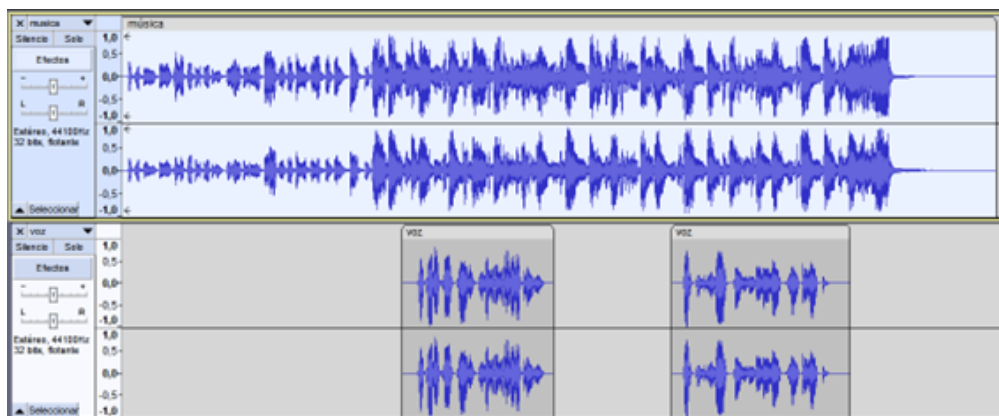 musica
música
Silencio Solo
Efectos
- +
L R
Estéreo, 44100Hz
32 bits, flotante
Seleccionar
1,0
0,5-
0,0-
-0,5-
-1,0
1,0
0,5-
0,0-
-0,5-
-1,0
voz
voz
voz
Silencio Solo
Efectos
- +
L R
Estéreo, 44100Hz
32 bits, flotante
Seleccionar
1,0
0,5-
0,0-
-0,5-
-1,0
1,0
0,5-
0,0-
-0,5-
-1,0